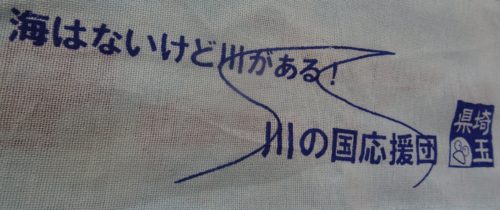 海はないけど川がある！
川の国応援団
埼玉県